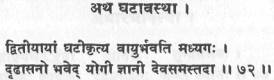 अथ घटावस्था ।
द्वितीयायां घटीकृत्य वायुर्भवति मध्यगः ।
दृढासनो भवेद् योगी ज्ञानी देवसमस्तदा ।। ७२ ।।